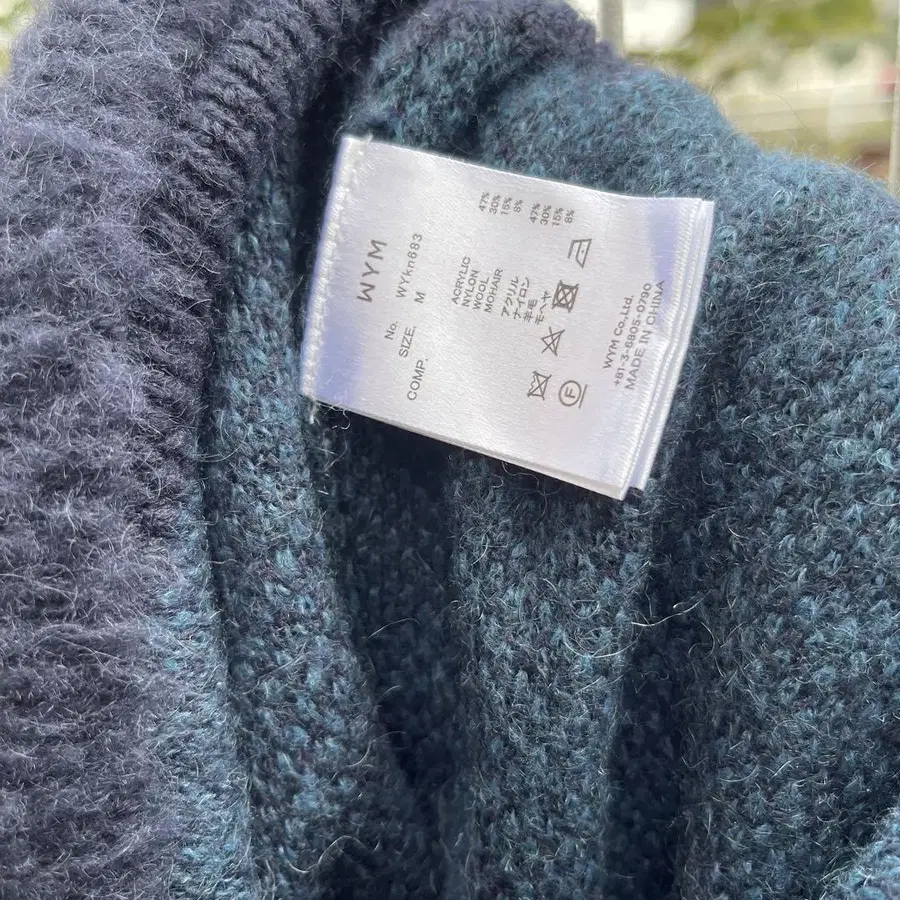 WYM
No. WYkn683
SIZE. M
COMP.
ACRYLIC 47%
NYLON 30%
WOOL 15%
MOHAIR 8%
アクリル 47%
ナイロン 30%
羊毛 15%
モヘヤ 8%
F
WYM Co.,Ltd.
+81-3-6805-0790
MADE IN CHINA